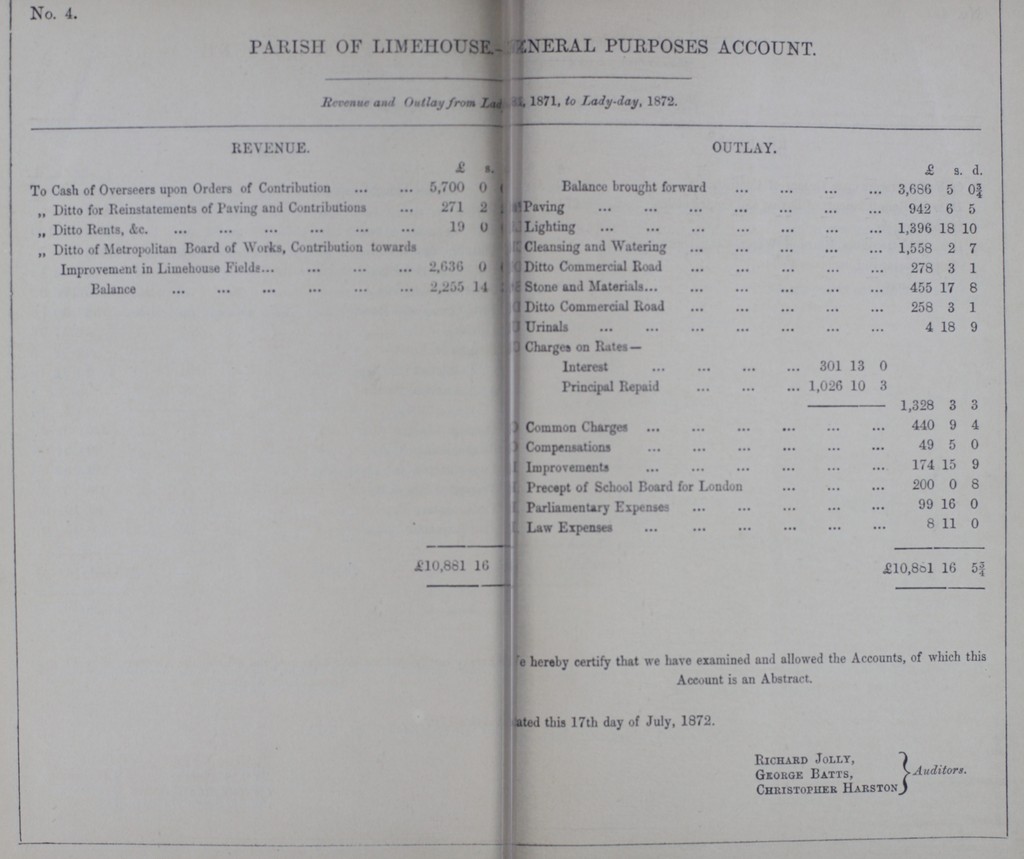 No. 4.
PARISH OF LIMEHOUSE.—GENERAL PURPOSES ACCOUNT.
Revenue and Outlay from 1871, to Lady-day, 1872.
REVENUE.
£ s.
To Cash of Overseers upon Orders of Contribution ... ... 5,700 0
„ Ditto for Reinstatements of Paving and Contributions ... 271 2
„ Ditto Rents, &c. ... ... ... ... ... ... 19 0
„ Ditto of Metropolitan Board of Works, Contribution towards
Improvement in Limehouse Fields... ... ... ... 2,636 0
Balance ... ... ... ... ... ... 2,255 14
£10,881 16
OUTLAY.
£ s. d.
Balance brought forward ... ... ... ... 3,686 5 0¾
Paving ... ... ... ... ... ... ... 942 6 5
Lighting ... ... ... ... ... ... ... 1,396 18 10
Cleansing and Watering ... ... ... ... ... 1,558 2 7
Ditto Commercial Road ... ... ... ... ... 278 3 1
Stone and Materials... ... ... ... ... ... 455 17 8
Ditto Commercial Road ... ... ... ... ... 258 3 1
Urinals ... ... ... ... ... ... ... 4 18 9
Charges on Rates—
Interest ... ... ... ... 301 13 0
Principal Repaid ... ... ... 1,026 10 3
1,328 3 3
Common Charges ... ... ... ... ... ... 440 9 4
Compensations ... ... ... ... ... ... 49 5 0
Improvements ... ... ... ... ... ... 174 15 9
Precept of School Board for London ... ... ... 200 0 8
Parliamentary Expenses ... ... ... ... ... 99 16 0
Law Expenses ... ... ... ... ... ... 8 11 0
£10,881 16 5¾
e hereby certify that we have examined and allowed the Accounts, of which this
Account is an Abstract.
ated this 17th day of July, 1872.
RICHARD JOLLY,
GEORGE BATTS,
CHRISTOPHER HARSTON
Auditors.